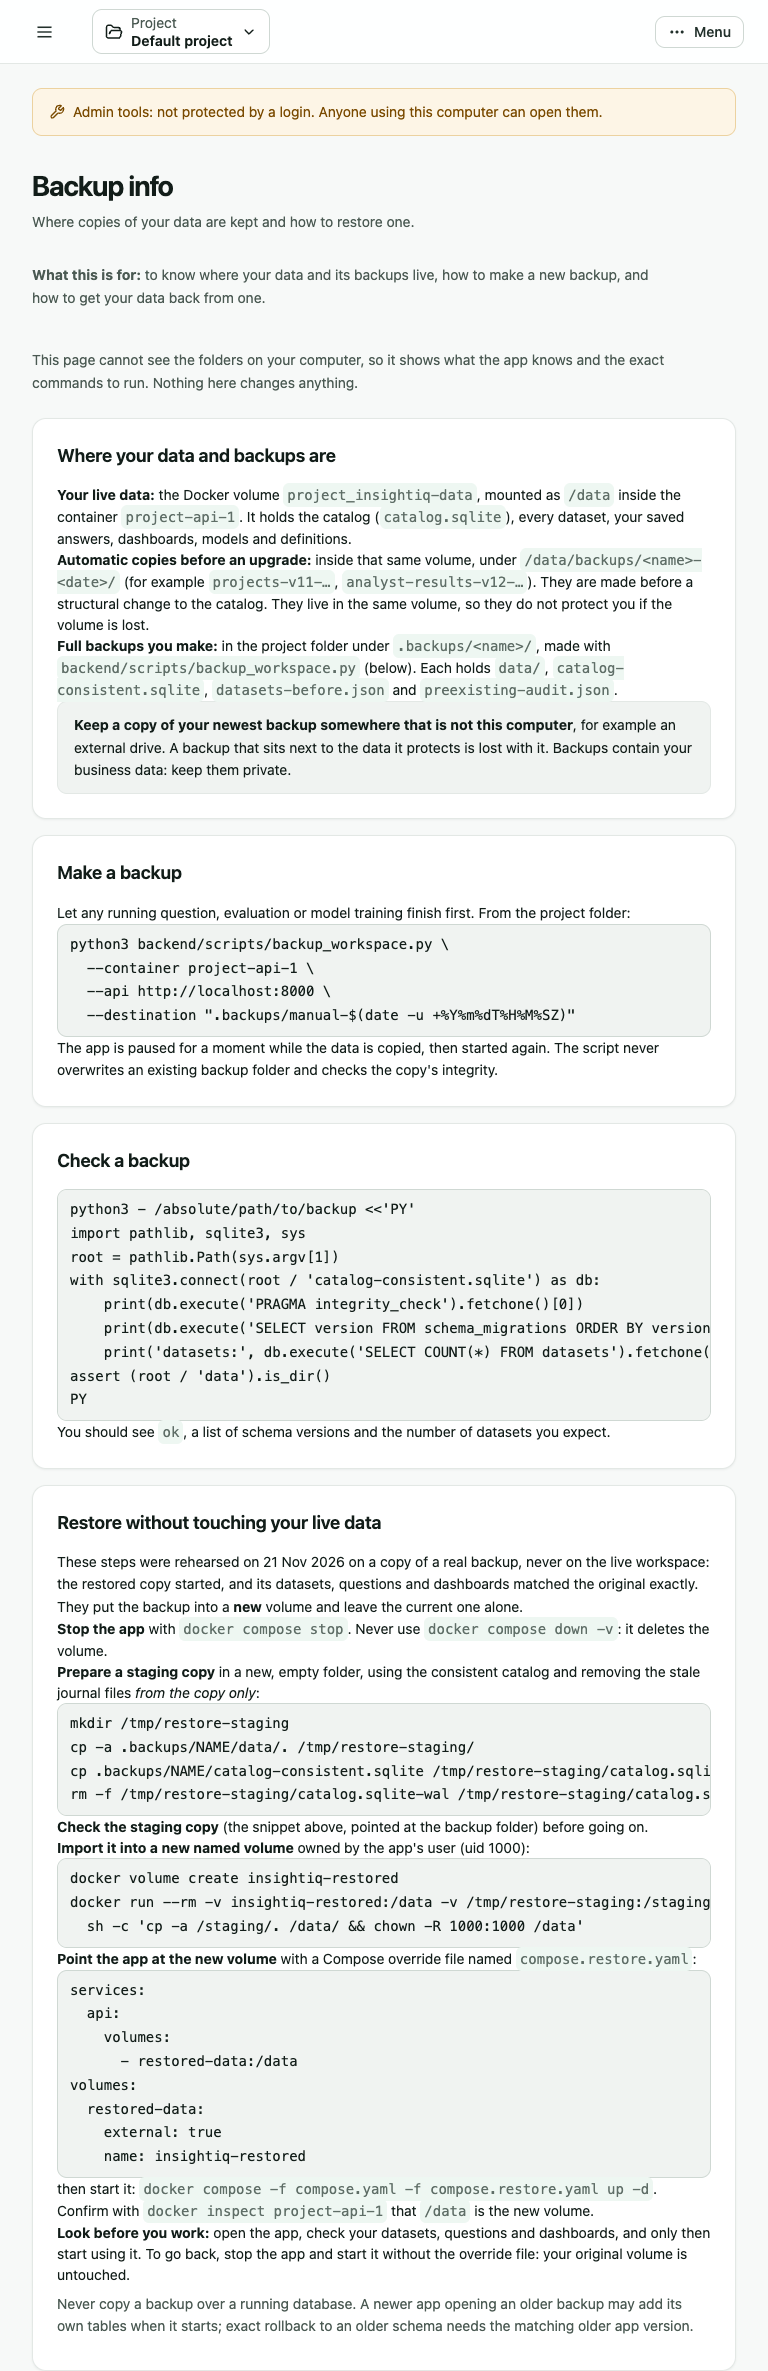 Project
Default project
Menu
Admin tools: not protected by a login. Anyone using this computer can open them.
Backup info
Where copies of your data are kept and how to restore one.
What this is for: to know where your data and its backups live, how to make a new backup, and
how to get your data back from one.
This page cannot see the folders on your computer, so it shows what the app knows and the exact
commands to run. Nothing here changes anything.
Where your data and backups are
Your live data: the Docker volume project_insightiq-data, mounted as /data inside the
container project-api-1. It holds the catalog (catalog.sqlite), every dataset, your saved
answers, dashboards, models and definitions.
Automatic copies before an upgrade: inside that same volume, under /data/backups/<name>-
<date>/ (for example projects-v11-…, analyst-results-v12-…). They are made before a
structural change to the catalog. They live in the same volume, so they do not protect you if the
volume is lost.
Full backups you make: in the project folder under .backups/<name>/, made with
backend/scripts/backup_workspace.py (below). Each holds data/, catalog-
consistent.sqlite, datasets-before.json and preexisting-audit.json.
Keep a copy of your newest backup somewhere that is not this computer, for example an
external drive. A backup that sits next to the data it protects is lost with it. Backups contain your
business data: keep them private.
Make a backup
Let any running question, evaluation or model training finish first. From the project folder:
python3 backend/scripts/backup_workspace.py \
  --container project-api-1 \
  --api http://localhost:8000 \
  --destination ".backups/manual-$(date -u +%Y%m%dT%H%M%SZ)"
The app is paused for a moment while the data is copied, then started again. The script never
overwrites an existing backup folder and checks the copy's integrity.
Check a backup
python3 - /absolute/path/to/backup <<'PY'
import pathlib, sqlite3, sys
root = pathlib.Path(sys.argv[1])
with sqlite3.connect(root / 'catalog-consistent.sqlite') as db:
    print(db.execute('PRAGMA integrity_check').fetchone()[0])
    print(db.execute('SELECT version FROM schema_migrations ORDER BY version
    print('datasets:', db.execute('SELECT COUNT(*) FROM datasets').fetchone(
assert (root / 'data').is_dir()
PY
You should see ok, a list of schema versions and the number of datasets you expect.
Restore without touching your live data
These steps were rehearsed on 21 Nov 2026 on a copy of a real backup, never on the live workspace:
the restored copy started, and its datasets, questions and dashboards matched the original exactly.
They put the backup into a new volume and leave the current one alone.
Stop the app with docker compose stop. Never use docker compose down -v: it deletes the
volume.
Prepare a staging copy in a new, empty folder, using the consistent catalog and removing the stale
journal files from the copy only:
mkdir /tmp/restore-staging
cp -a .backups/NAME/data/. /tmp/restore-staging/
cp .backups/NAME/catalog-consistent.sqlite /tmp/restore-staging/catalog.sqli
rm -f /tmp/restore-staging/catalog.sqlite-wal /tmp/restore-staging/catalog.s
Check the staging copy (the snippet above, pointed at the backup folder) before going on.
Import it into a new named volume owned by the app's user (uid 1000):
docker volume create insightiq-restored
docker run --rm -v insightiq-restored:/data -v /tmp/restore-staging:/staging
  sh -c 'cp -a /staging/. /data/ && chown -R 1000:1000 /data'
Point the app at the new volume with a Compose override file named compose.restore.yaml:
services:
  api:
    volumes:
      - restored-data:/data
volumes:
  restored-data:
    external: true
    name: insightiq-restored
then start it: docker compose -f compose.yaml -f compose.restore.yaml up -d.
Confirm with docker inspect project-api-1 that /data is the new volume.
Look before you work: open the app, check your datasets, questions and dashboards, and only then
start using it. To go back, stop the app and start it without the override file: your original volume is
untouched.
Never copy a backup over a running database. A newer app opening an older backup may add its
own tables when it starts; exact rollback to an older schema needs the matching older app version.